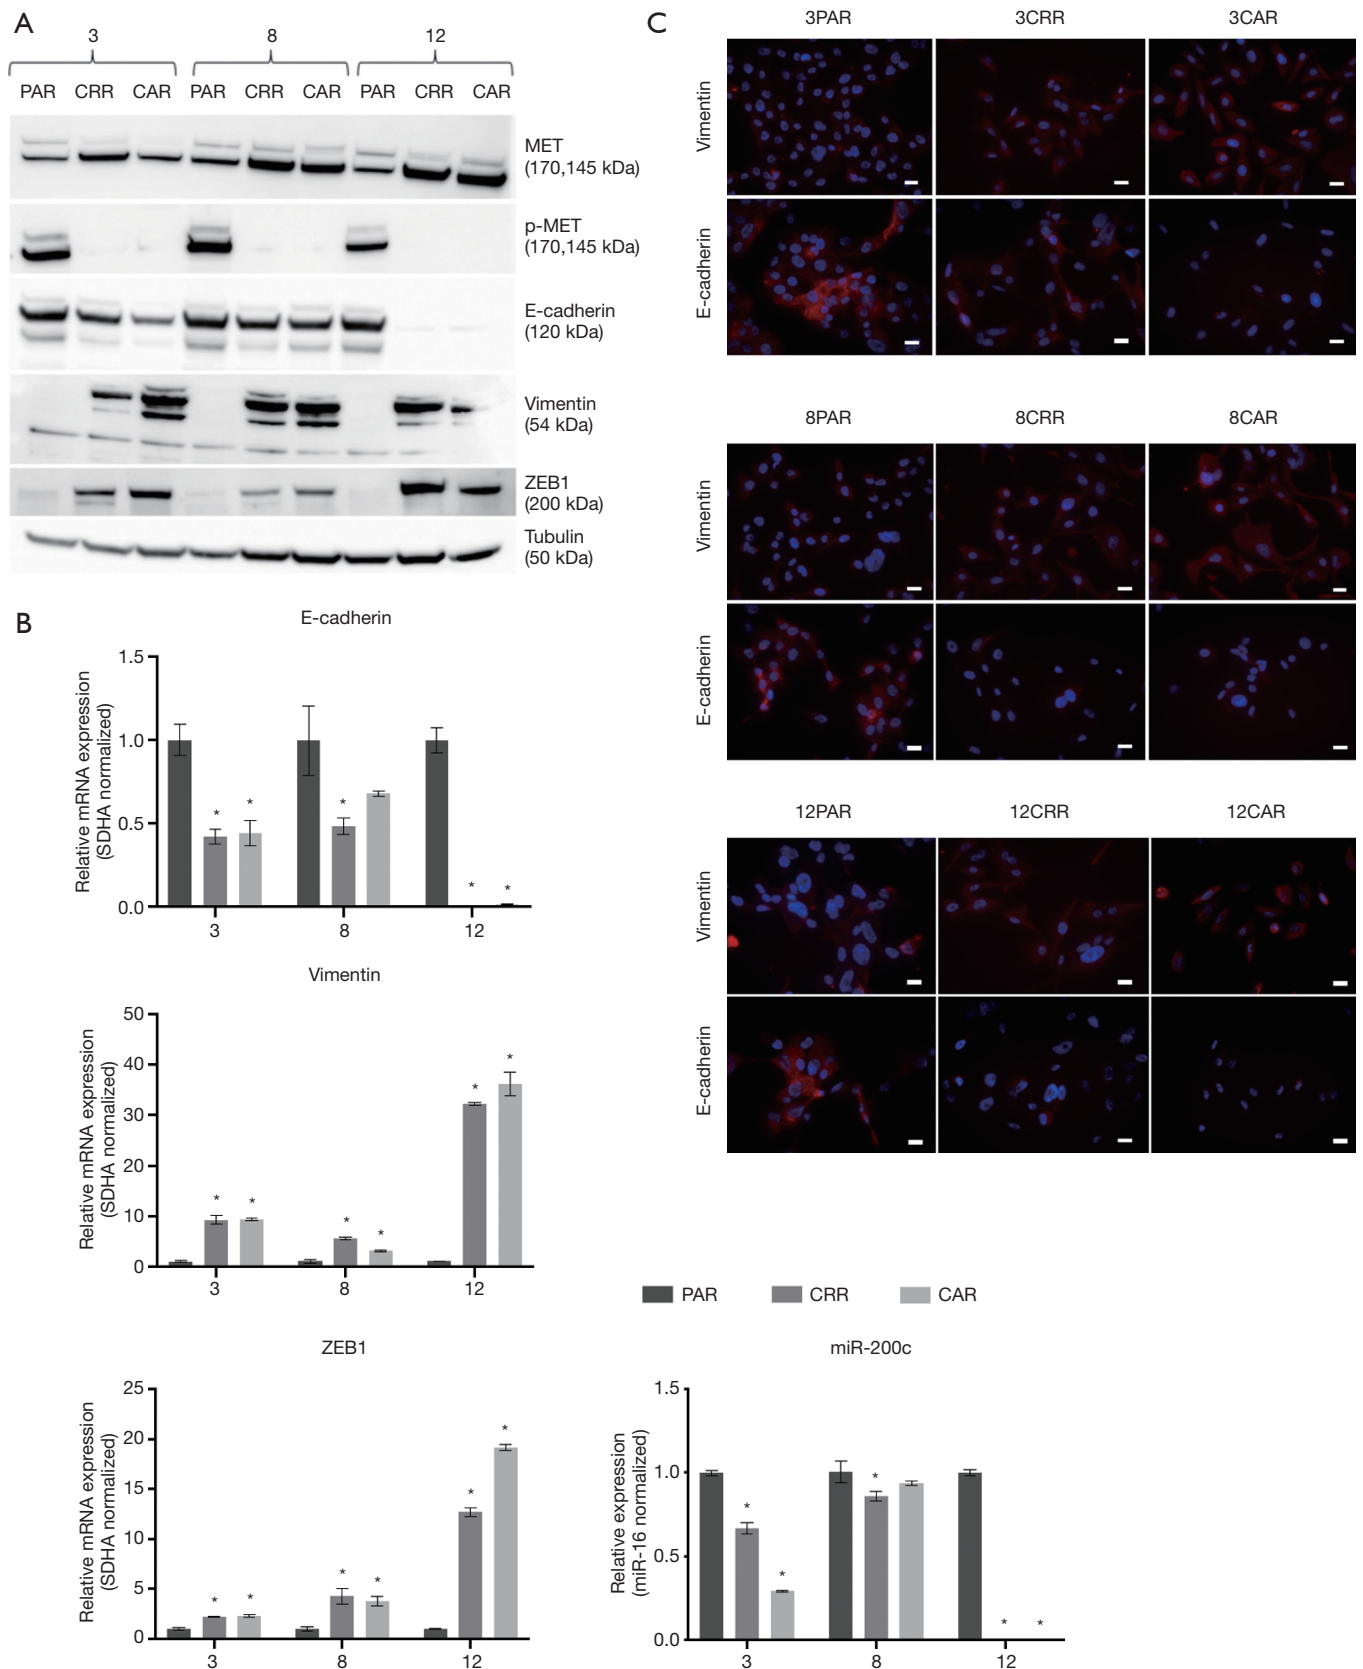 A
3 8 12
PAR CRR CAR PAR CRR CAR PAR CRR CAR
MET
(170,145 kDa)
p-MET
(170,145 kDa)
E-cadherin
(120 kDa)
Vimentin
(54 kDa)
ZEB1
(200 kDa)
Tubulin
(50 kDa)
B
E-cadherin
Relative mRNA expression
(SDHA normalized)
1.5
1.0
0.5
0.0
* * * * *
3 8 12
Vimentin
Relative mRNA expression
(SDHA normalized)
50
40
30
20
10
0
* * * * * *
3 8 12
ZEB1
Relative mRNA expression
(SDHA normalized)
25
20
15
10
5
0
* * * * * *
3 8 12
PAR CRR CAR
miR-200c
Relative expression
(miR-16 normalized)
1.5
1.0
0.5
0.0
* * * * *
3 8 12
C
3PAR 3CRR 3CAR
Vimentin
E-cadherin
8PAR 8CRR 8CAR
Vimentin
E-cadherin
12PAR 12CRR 12CAR
Vimentin
E-cadherin